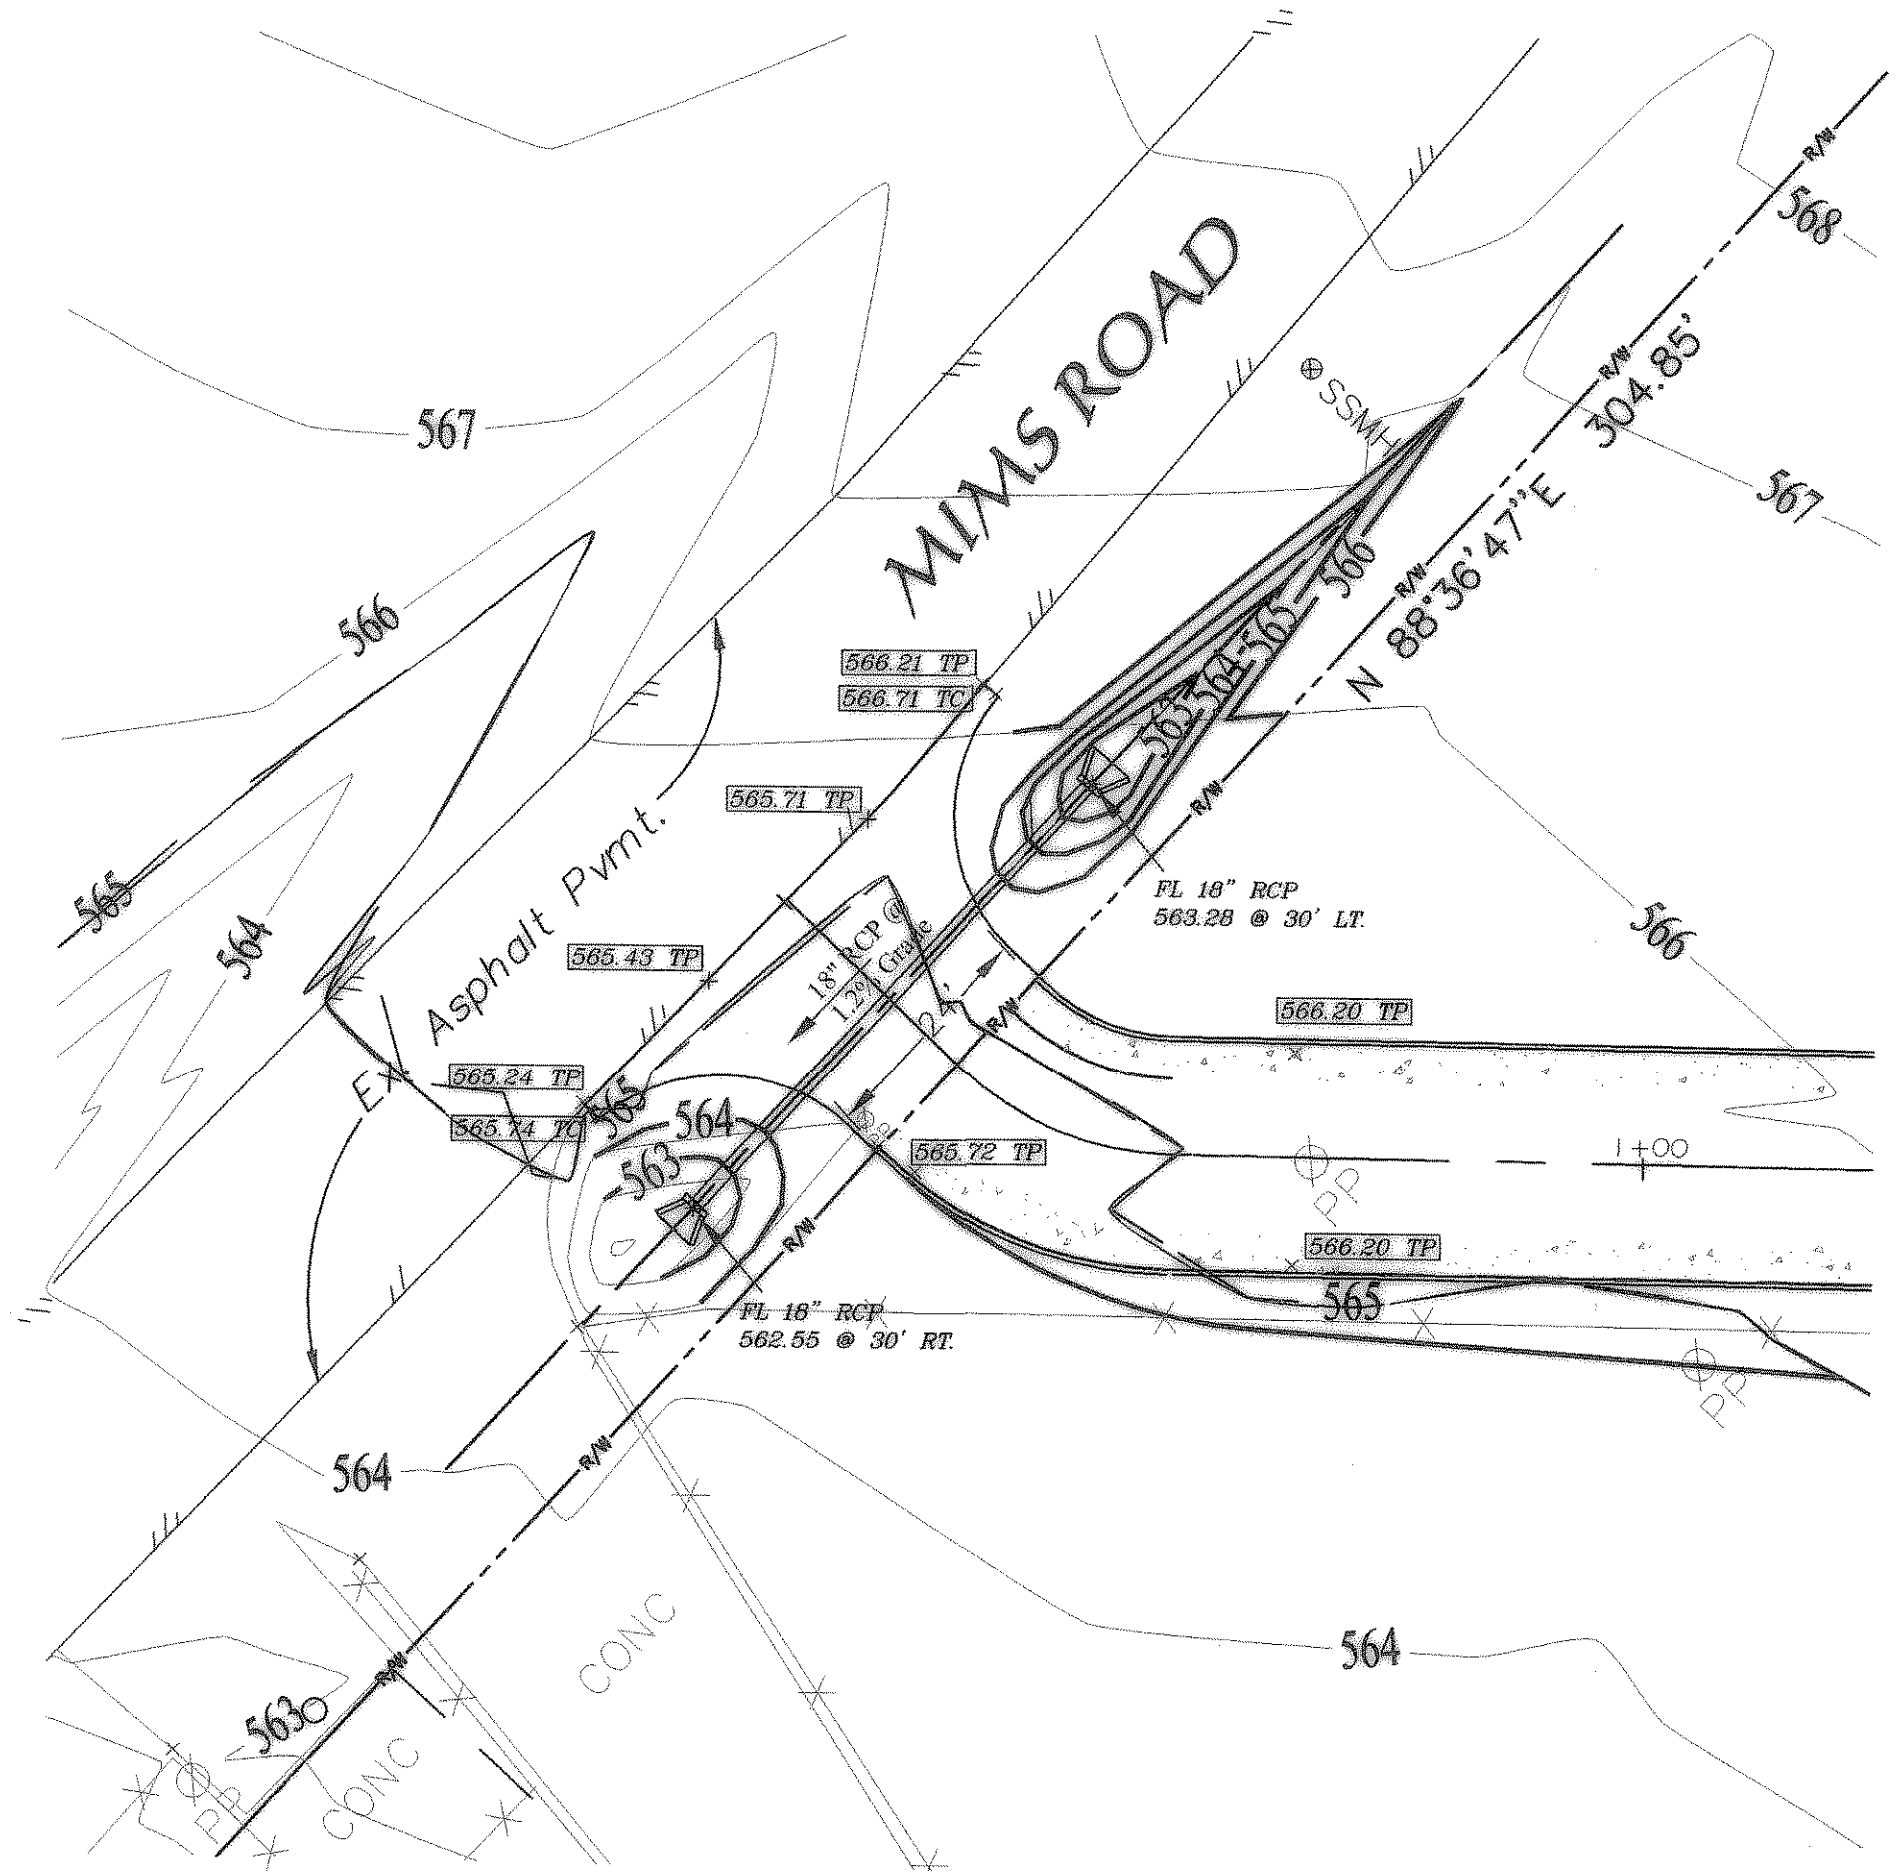 568
MIMS ROAD
SSMH
304.85'
N 88°36'47"E
567
567
566
566
565
564
563
566.21 TP
566.71 TC
565.71 TP
565
564
Ex Asphalt Pvmt.
18" RCP @
1.2% Grade
24'
FL 18" RCP
563.28 @ 30' LT.
566
565.43 TP
566.20 TP
565.24 TP
565.74 TC
565
564
563
565.72 TP
1+00
PP
566.20 TP
565
PP
FL 18" RCP
562.55 @ 30' RT.
564
564
CONC
563
CONC
PP
R/W
R/W
R/W
R/W
R/W
R/W
R/W
R/W